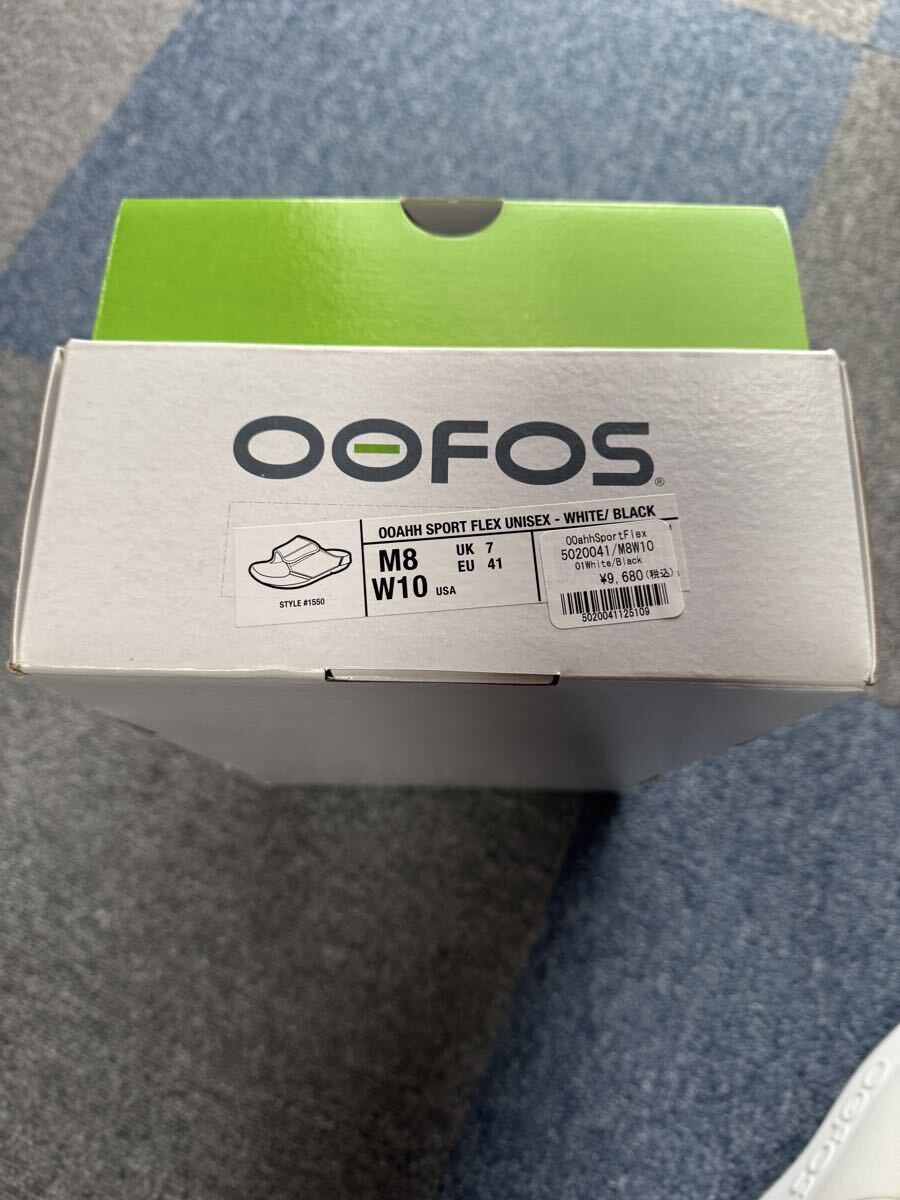 OOFOS®
OOAHH SPORT FLEX UNISEX - WHITE/ BLACK
M8
UK 7
EU 41
W10 USA
STYLE #1550
OOahhSportFlex
5020041/M8W10
01White/Black
¥9,680(税込)
5020041125109
OOFOS